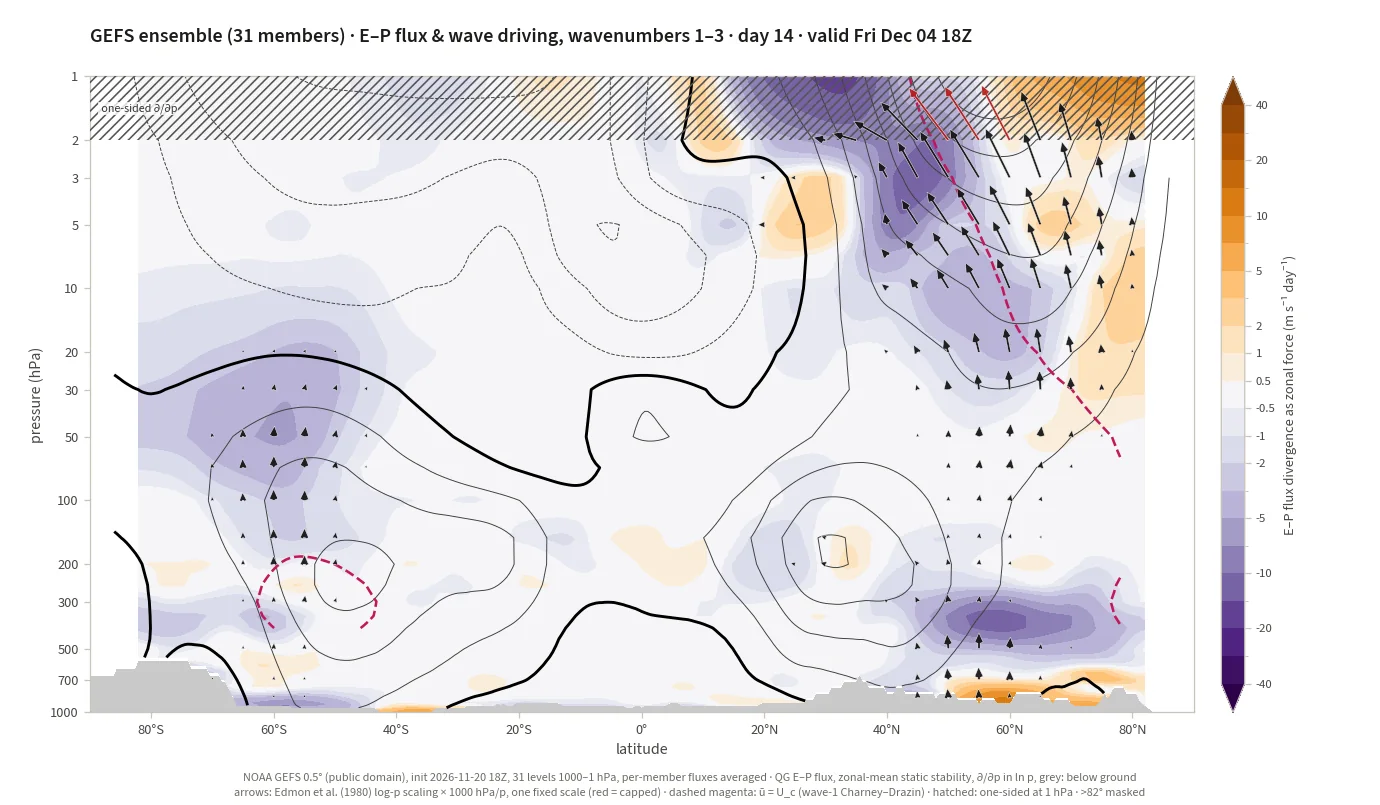 GEFS ensemble (31 members) · E–P flux & wave driving, wavenumbers 1–3 · day 14 · valid Fri Dec 04 18Z
one-sided ∂/∂p
pressure (hPa)
1
2
3
5
10
20
30
50
100
200
300
500
700
1000
80°S
60°S
40°S
20°S
0°
20°N
40°N
60°N
80°N
latitude
40
20
10
5
2
1
0.5
-0.5
-1
-2
-5
-10
-20
-40
E–P flux divergence as zonal force (m s⁻¹ day⁻¹)
NOAA GEFS 0.5° (public domain), init 2026-11-20 18Z, 31 levels 1000–1 hPa, per-member fluxes averaged · QG E–P flux, zonal-mean static stability, ∂/∂p in ln p, grey: below ground
arrows: Edmon et al. (1980) log-p scaling × 1000 hPa/p, one fixed scale (red = capped) · dashed magenta: ū = U_c (wave-1 Charney–Drazin) · hatched: one-sided at 1 hPa · >82° masked